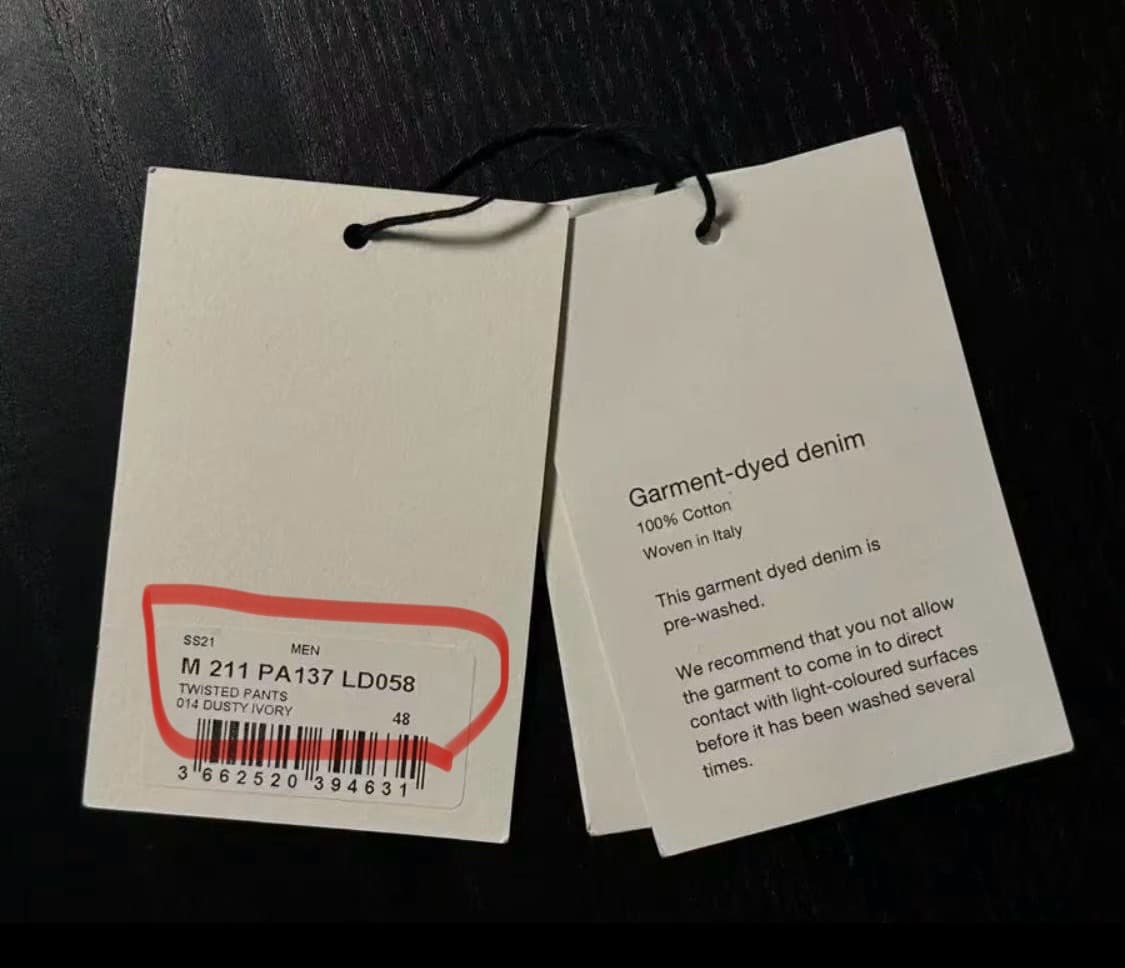 SS21 MEN
M 211 PA137 LD058
TWISTED PANTS
014 DUSTY IVORY
48
3 662520 394631
Garment-dyed denim
100% Cotton
Woven in Italy
This garment dyed denim is
pre-washed.
We recommend that you not allow
the garment to come in to direct
contact with light-coloured surfaces
before it has been washed several
times.